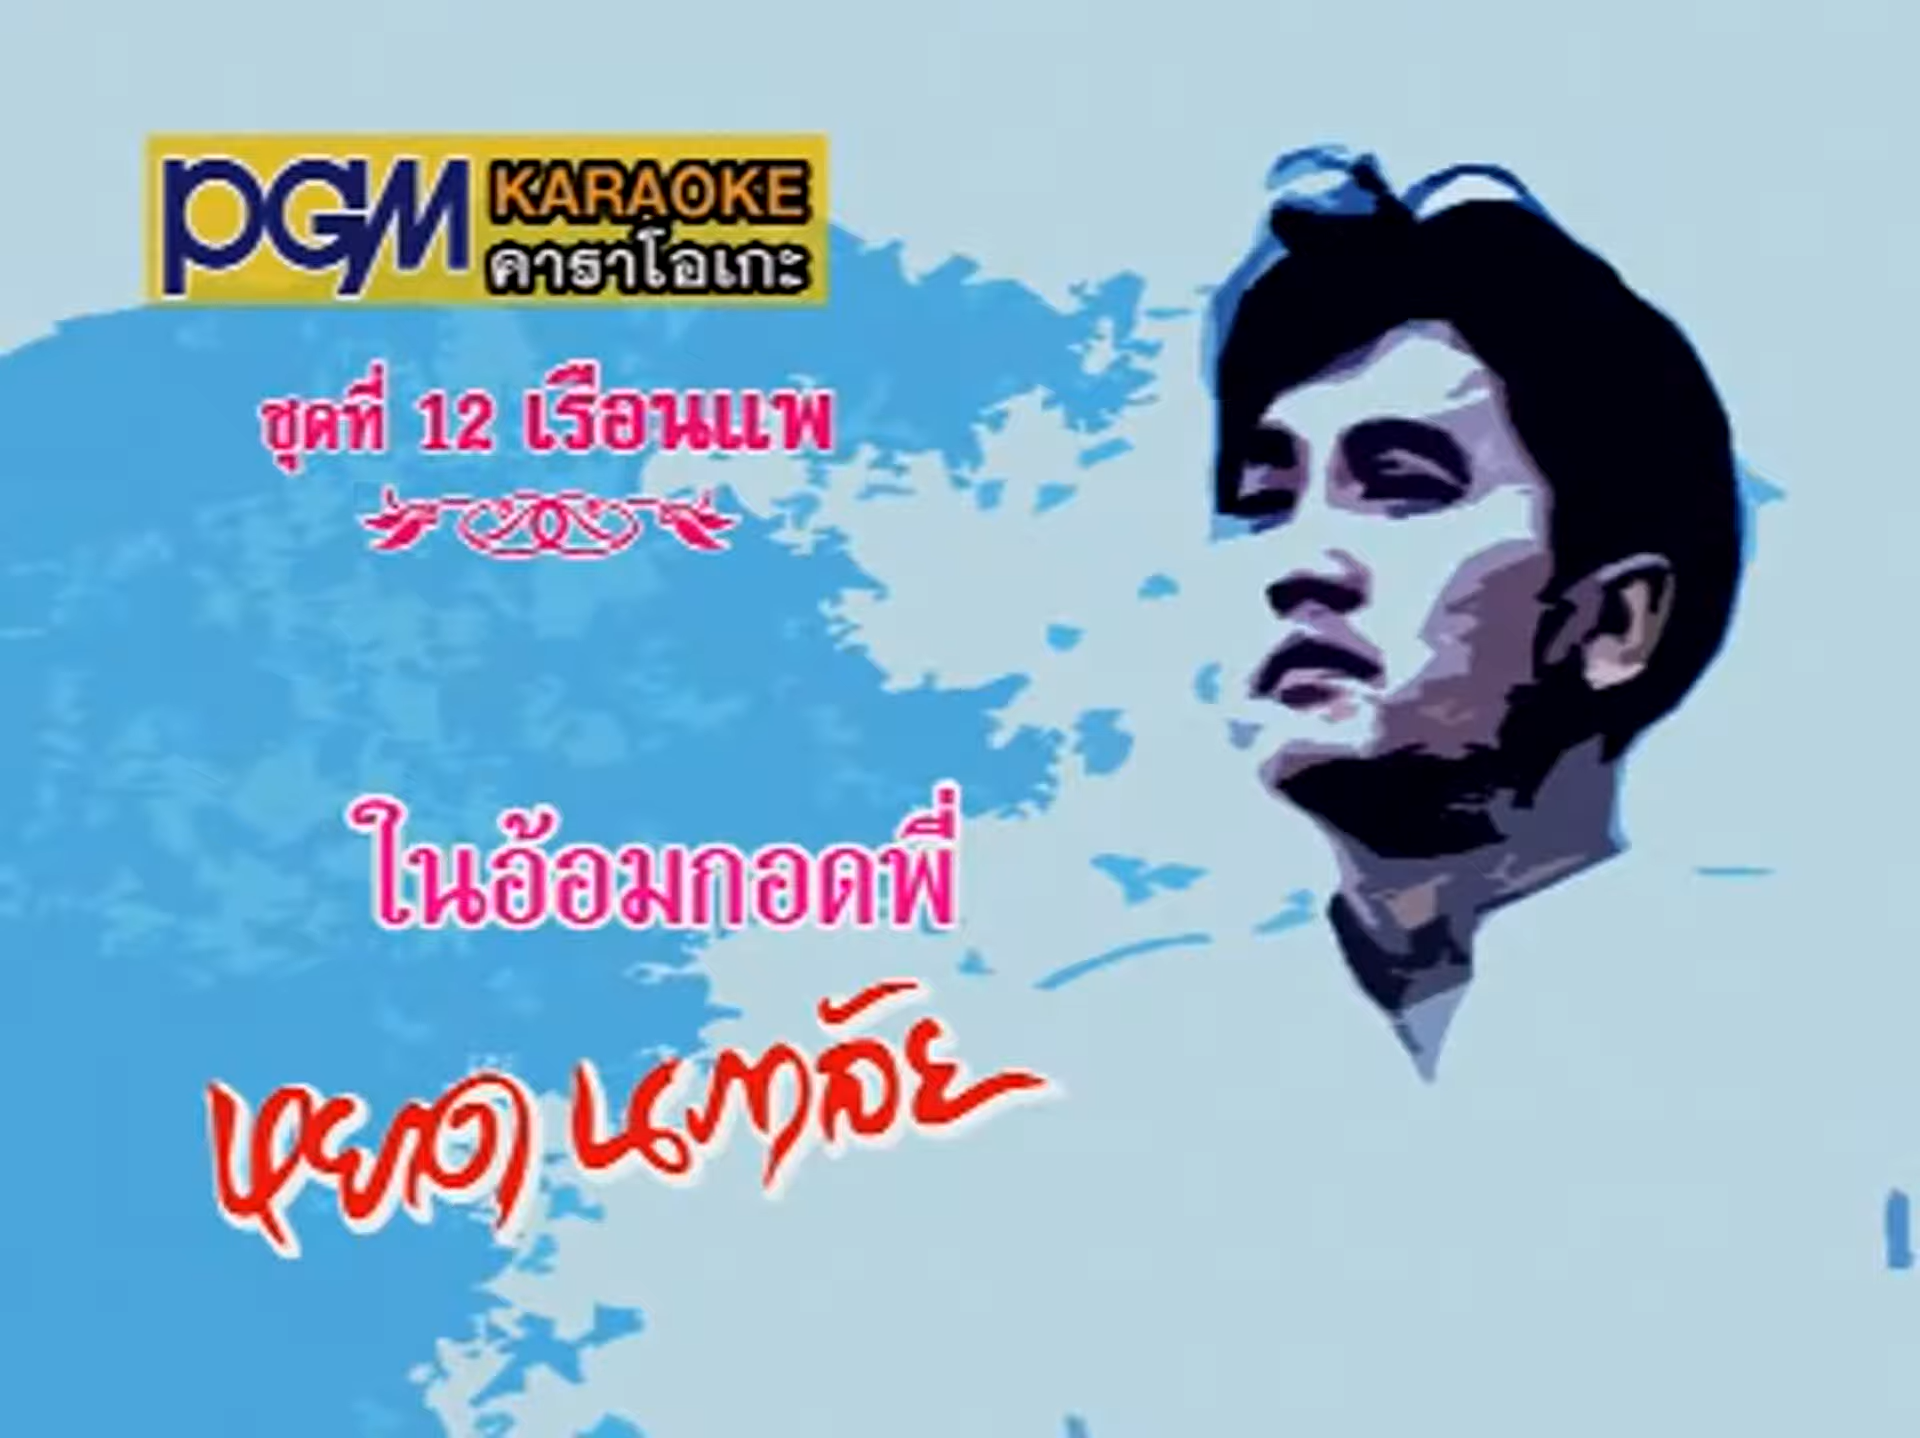 PGM KARAOKE
คาราโอเกะ
ชุดที่ 12 เรือนแพ
ในอ้อมกอดพี่
หยาด นภาลัย